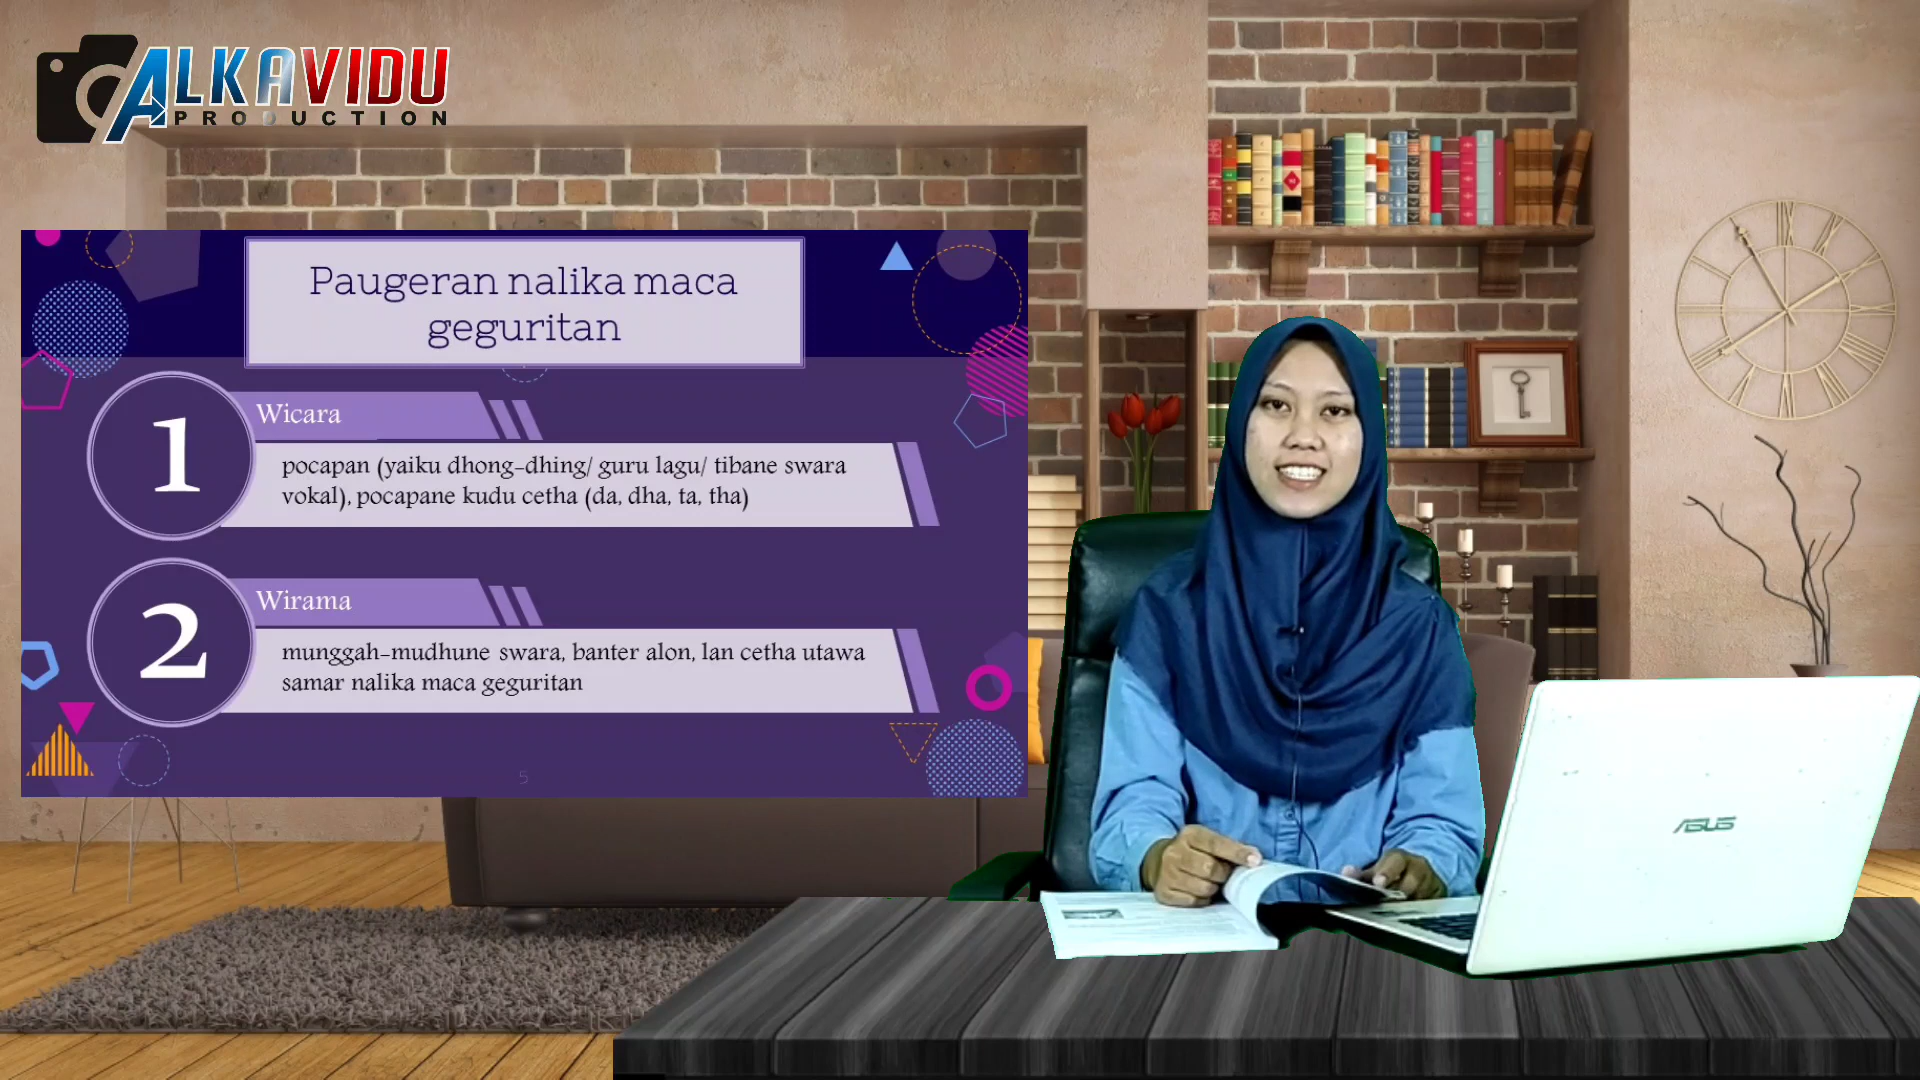 ALKAVIDU
PRODUCTION
Paugeran nalika maca
geguritan
1
Wicara
pocapan (yaiku dhong-dhing/ guru lagu/ tibane swara
vokal), pocapane kudu cetha (da, dha, ta, tha)
2
Wirama
munggah-mudhune swara, banter alon, lan cetha utawa
samar nalika maca geguritan
5
ASUS